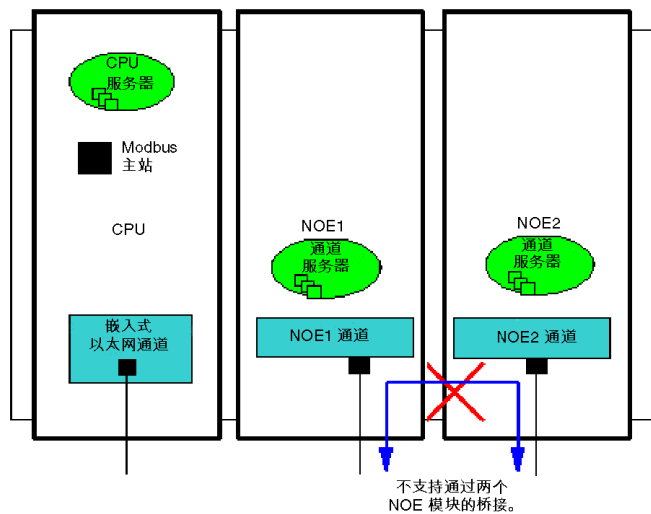 CPU
服务器
Modbus
主站
CPU
嵌入式
以太网通道
NOE1
通道
服务器
NOE1 通道
NOE2
通道
服务器
NOE2 通道
不支持通过两个
NOE 模块的桥接。